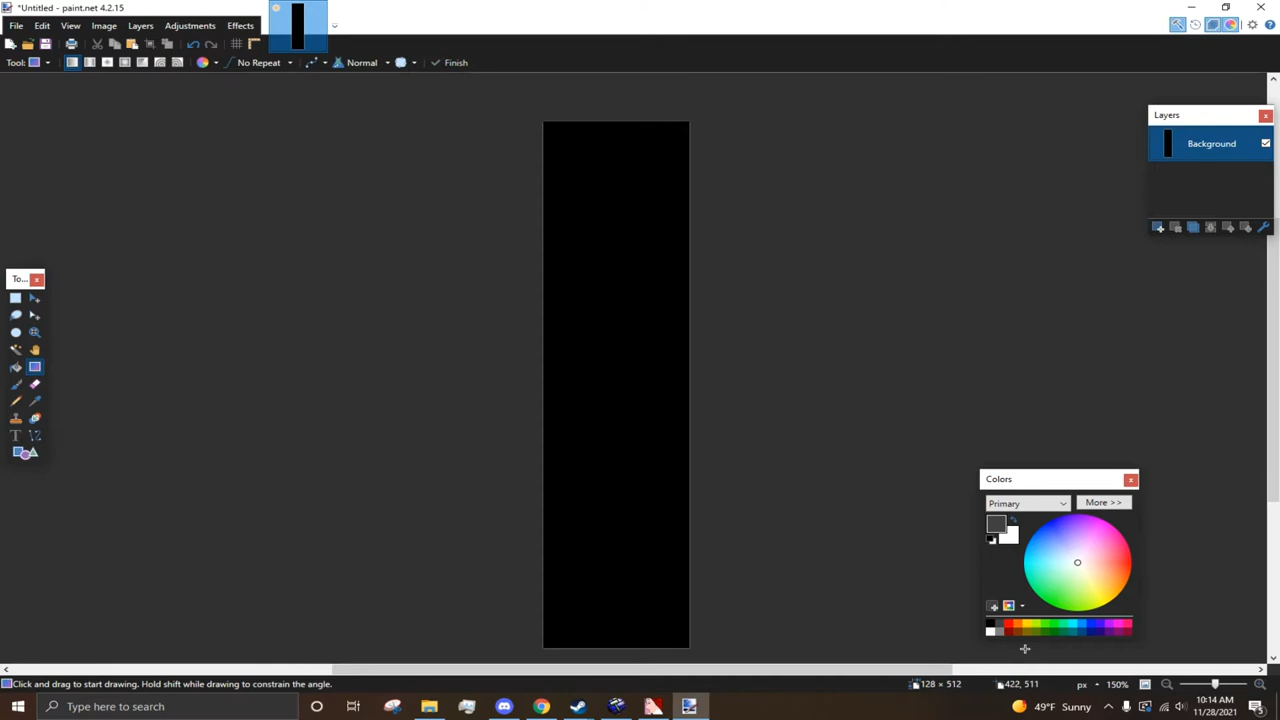 *Untitled - paint.net 4.2.15
File Edit View Image Layers Adjustments Effects
Tool: No Repeat Normal Finish
Layers
Background
To...
T
Colors
Primary More >>
Click and drag to start drawing. Hold shift while drawing to constrain the angle.
128 × 512 422, 511 px 150%
Type here to search
49°F Sunny
10:14 AM
11/28/2021
5